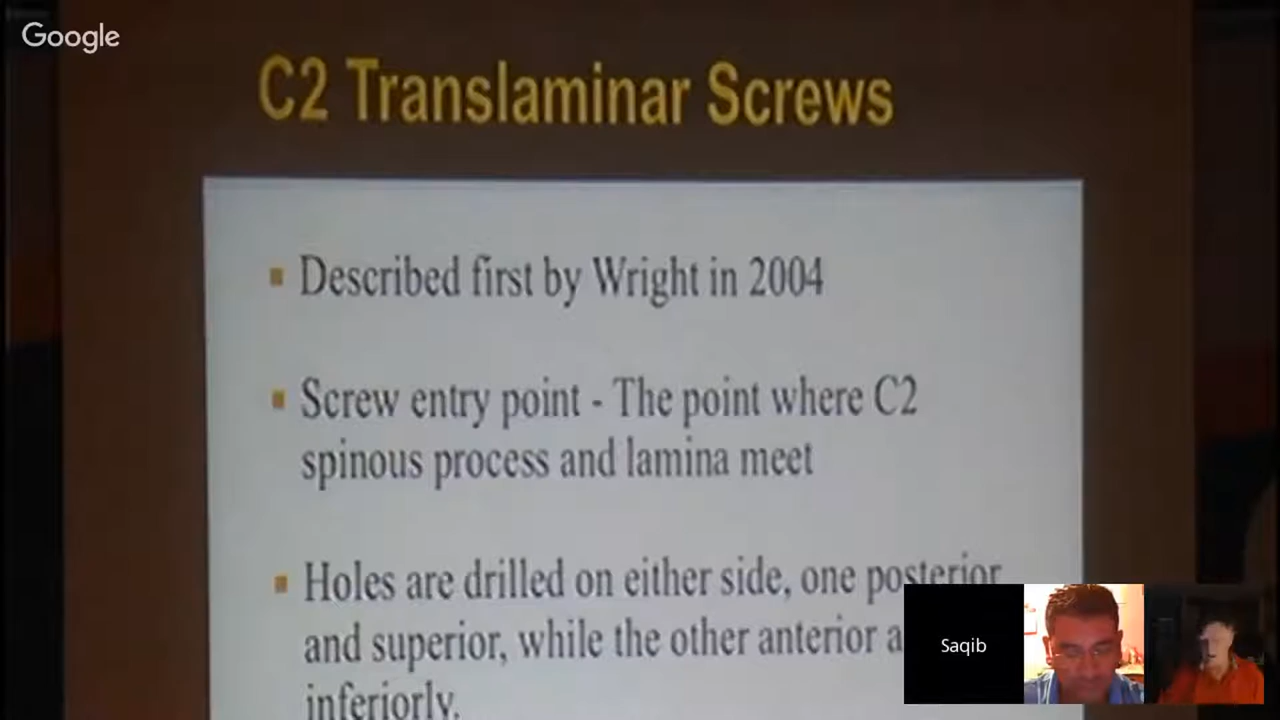 Google
C2 Translaminar Screws
▪ Described first by Wright in 2004
▪ Screw entry point - The point where C2
spinous process and lamina meet
▪ Holes are drilled on either side, one posterior
and superior, while the other anterior a
inferiorly.
Saqib